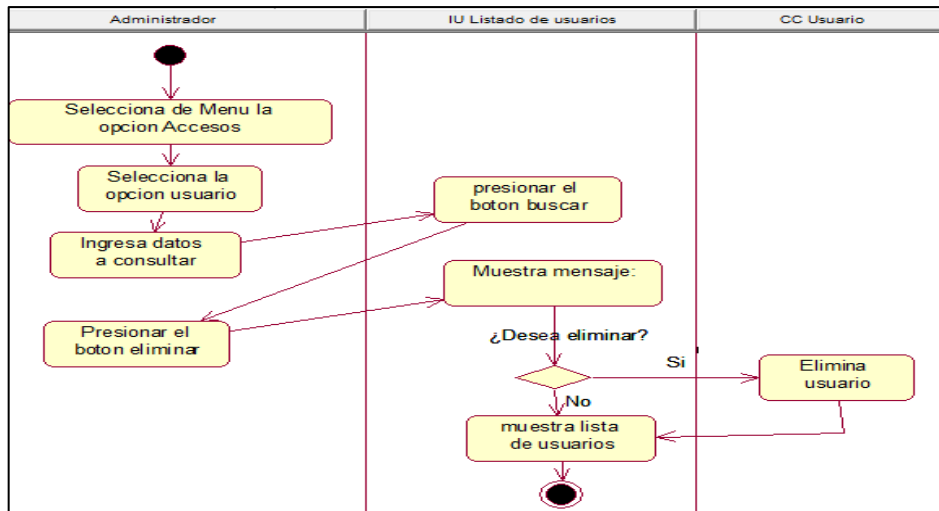 Administrador
IU Listado de usuarios
CC Usuario
Selecciona de Menu la
opcion Accesos
Selecciona la
opcion usuario
Ingresa datos
a consultar
presionar el
boton buscar
Presionar el
boton eliminar
Muestra mensaje:
¿Desea eliminar?
Si
No
Elimina
usuario
muestra lista
de usuarios